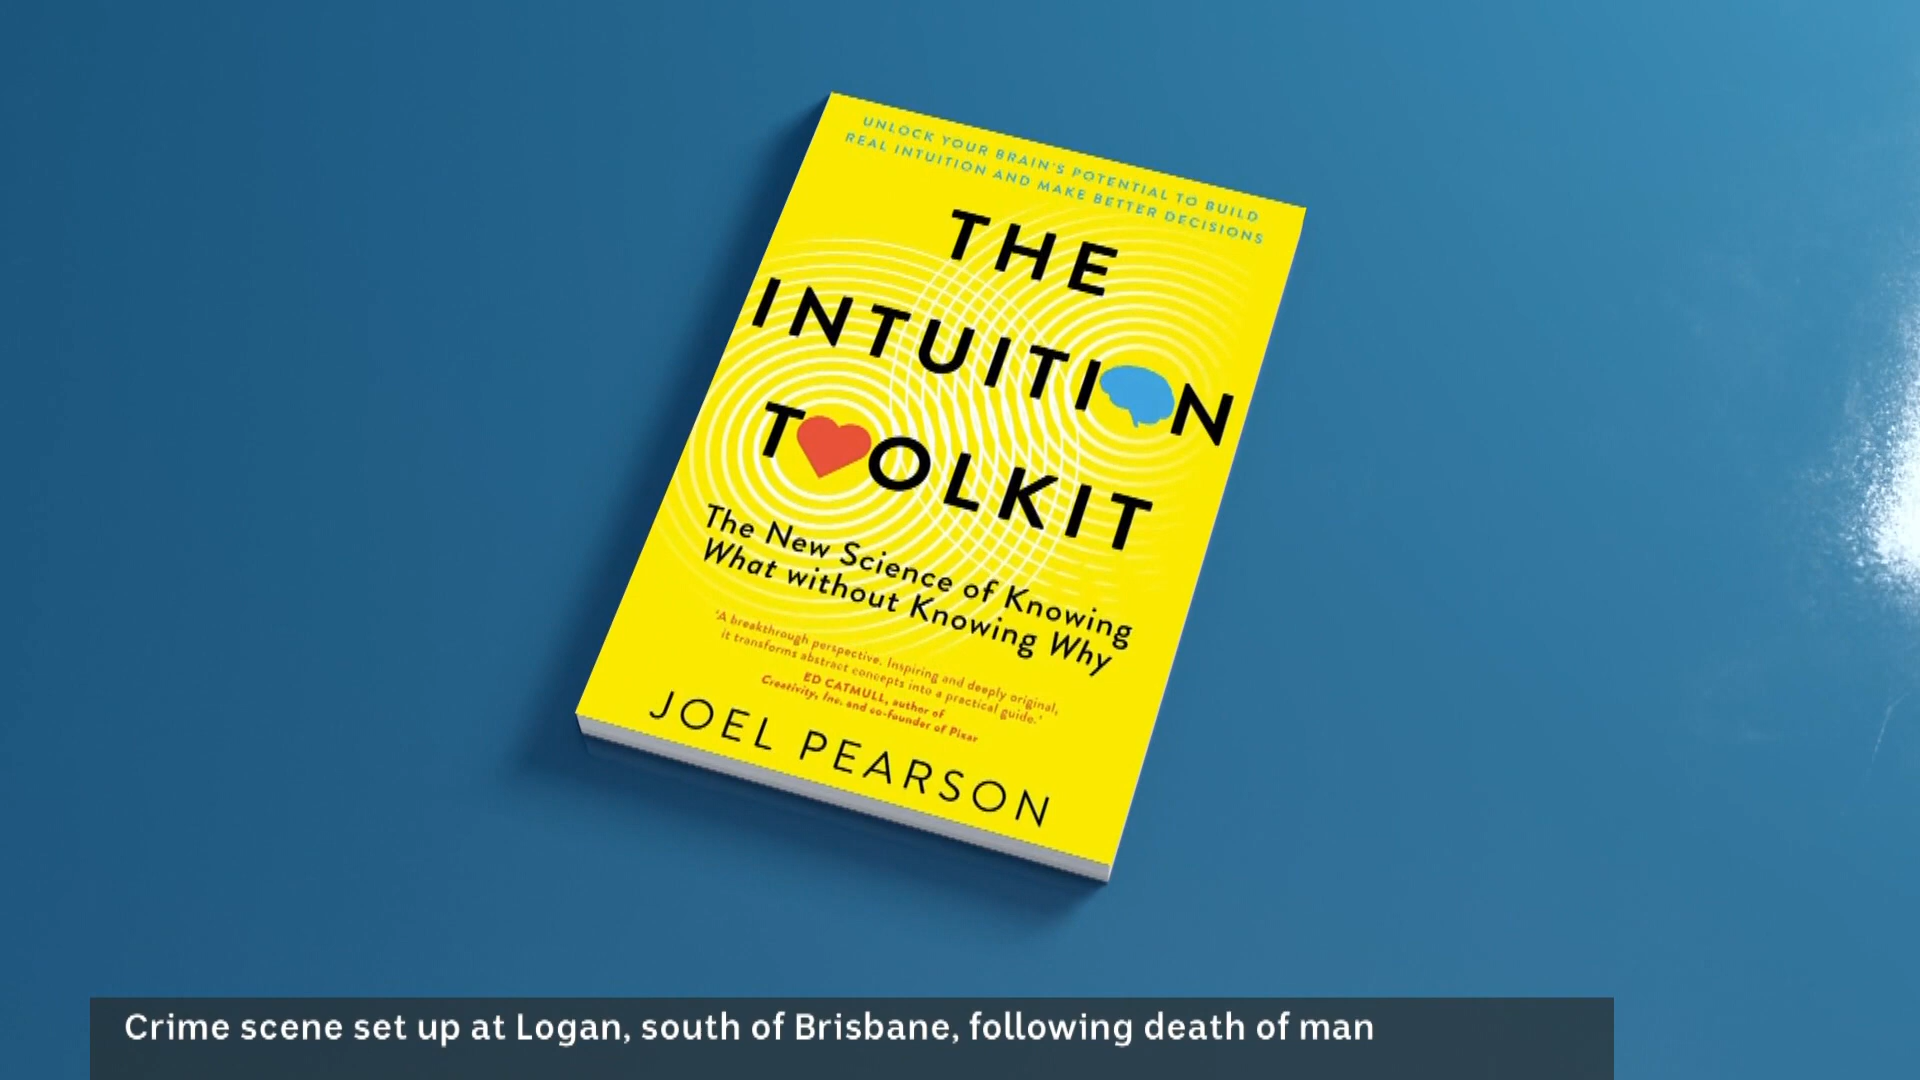 UNLOCK YOUR BRAIN'S POTENTIAL TO BUILD
REAL INTUITION AND MAKE BETTER DECISIONS
THE
INTUITION
TOOLKIT
The New Science of Knowing
What without Knowing Why
'A breakthrough perspective. Inspiring and deeply original,
it transforms abstract concepts into a practical guide.'
ED CATMULL, author of
Creativity, Inc. and co-founder of Pixar
JOEL PEARSON
Crime scene set up at Logan, south of Brisbane, following death of man